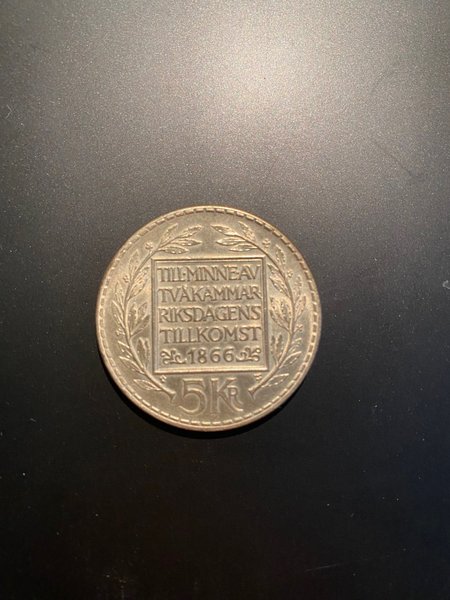 TILL·MINNE AV
TVÅKAMMAR
RIKSDAGENS
TILLKOMST
1866
5 KR